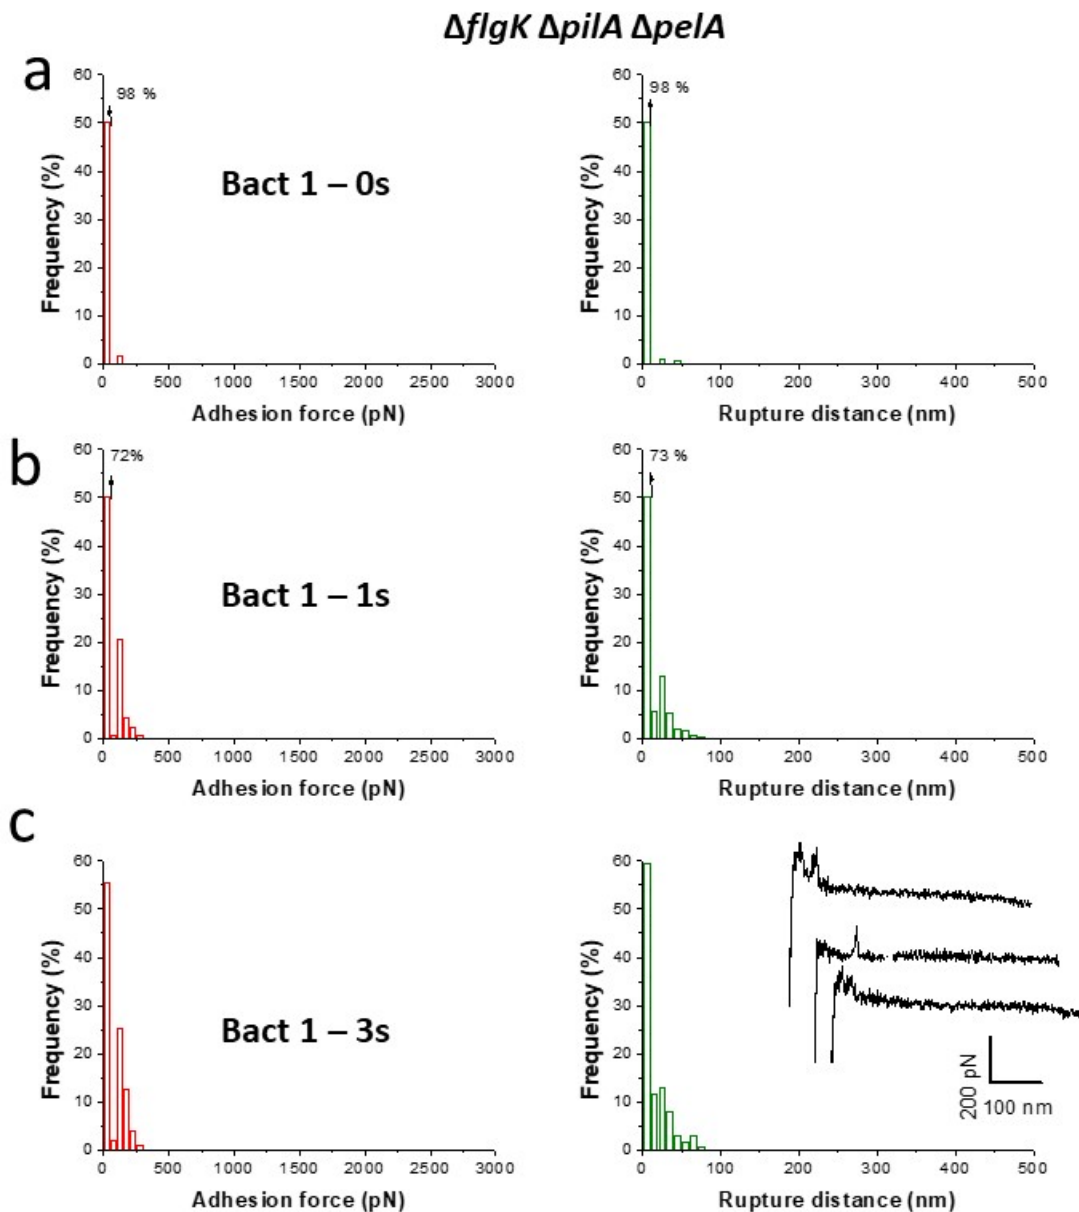 ΔflgK ΔpilA ΔpelA
a
60
50
40
30
20
10
0
98 %
Frequency (%)
Bact 1 – 0s
0 500 1000 1500 2000 2500 3000
Adhesion force (pN)
60
50
40
30
20
10
0
98 %
Frequency (%)
0 100 200 300 400 500
Rupture distance (nm)
b
60
50
40
30
20
10
0
72%
Frequency (%)
Bact 1 – 1s
0 500 1000 1500 2000 2500 3000
Adhesion force (pN)
60
50
40
30
20
10
0
73 %
Frequency (%)
0 100 200 300 400 500
Rupture distance (nm)
c
60
50
40
30
20
10
0
Frequency (%)
Bact 1 – 3s
0 500 1000 1500 2000 2500 3000
Adhesion force (pN)
60
50
40
30
20
10
0
Frequency (%)
200 pN
100 nm
0 100 200 300 400 500
Rupture distance (nm)